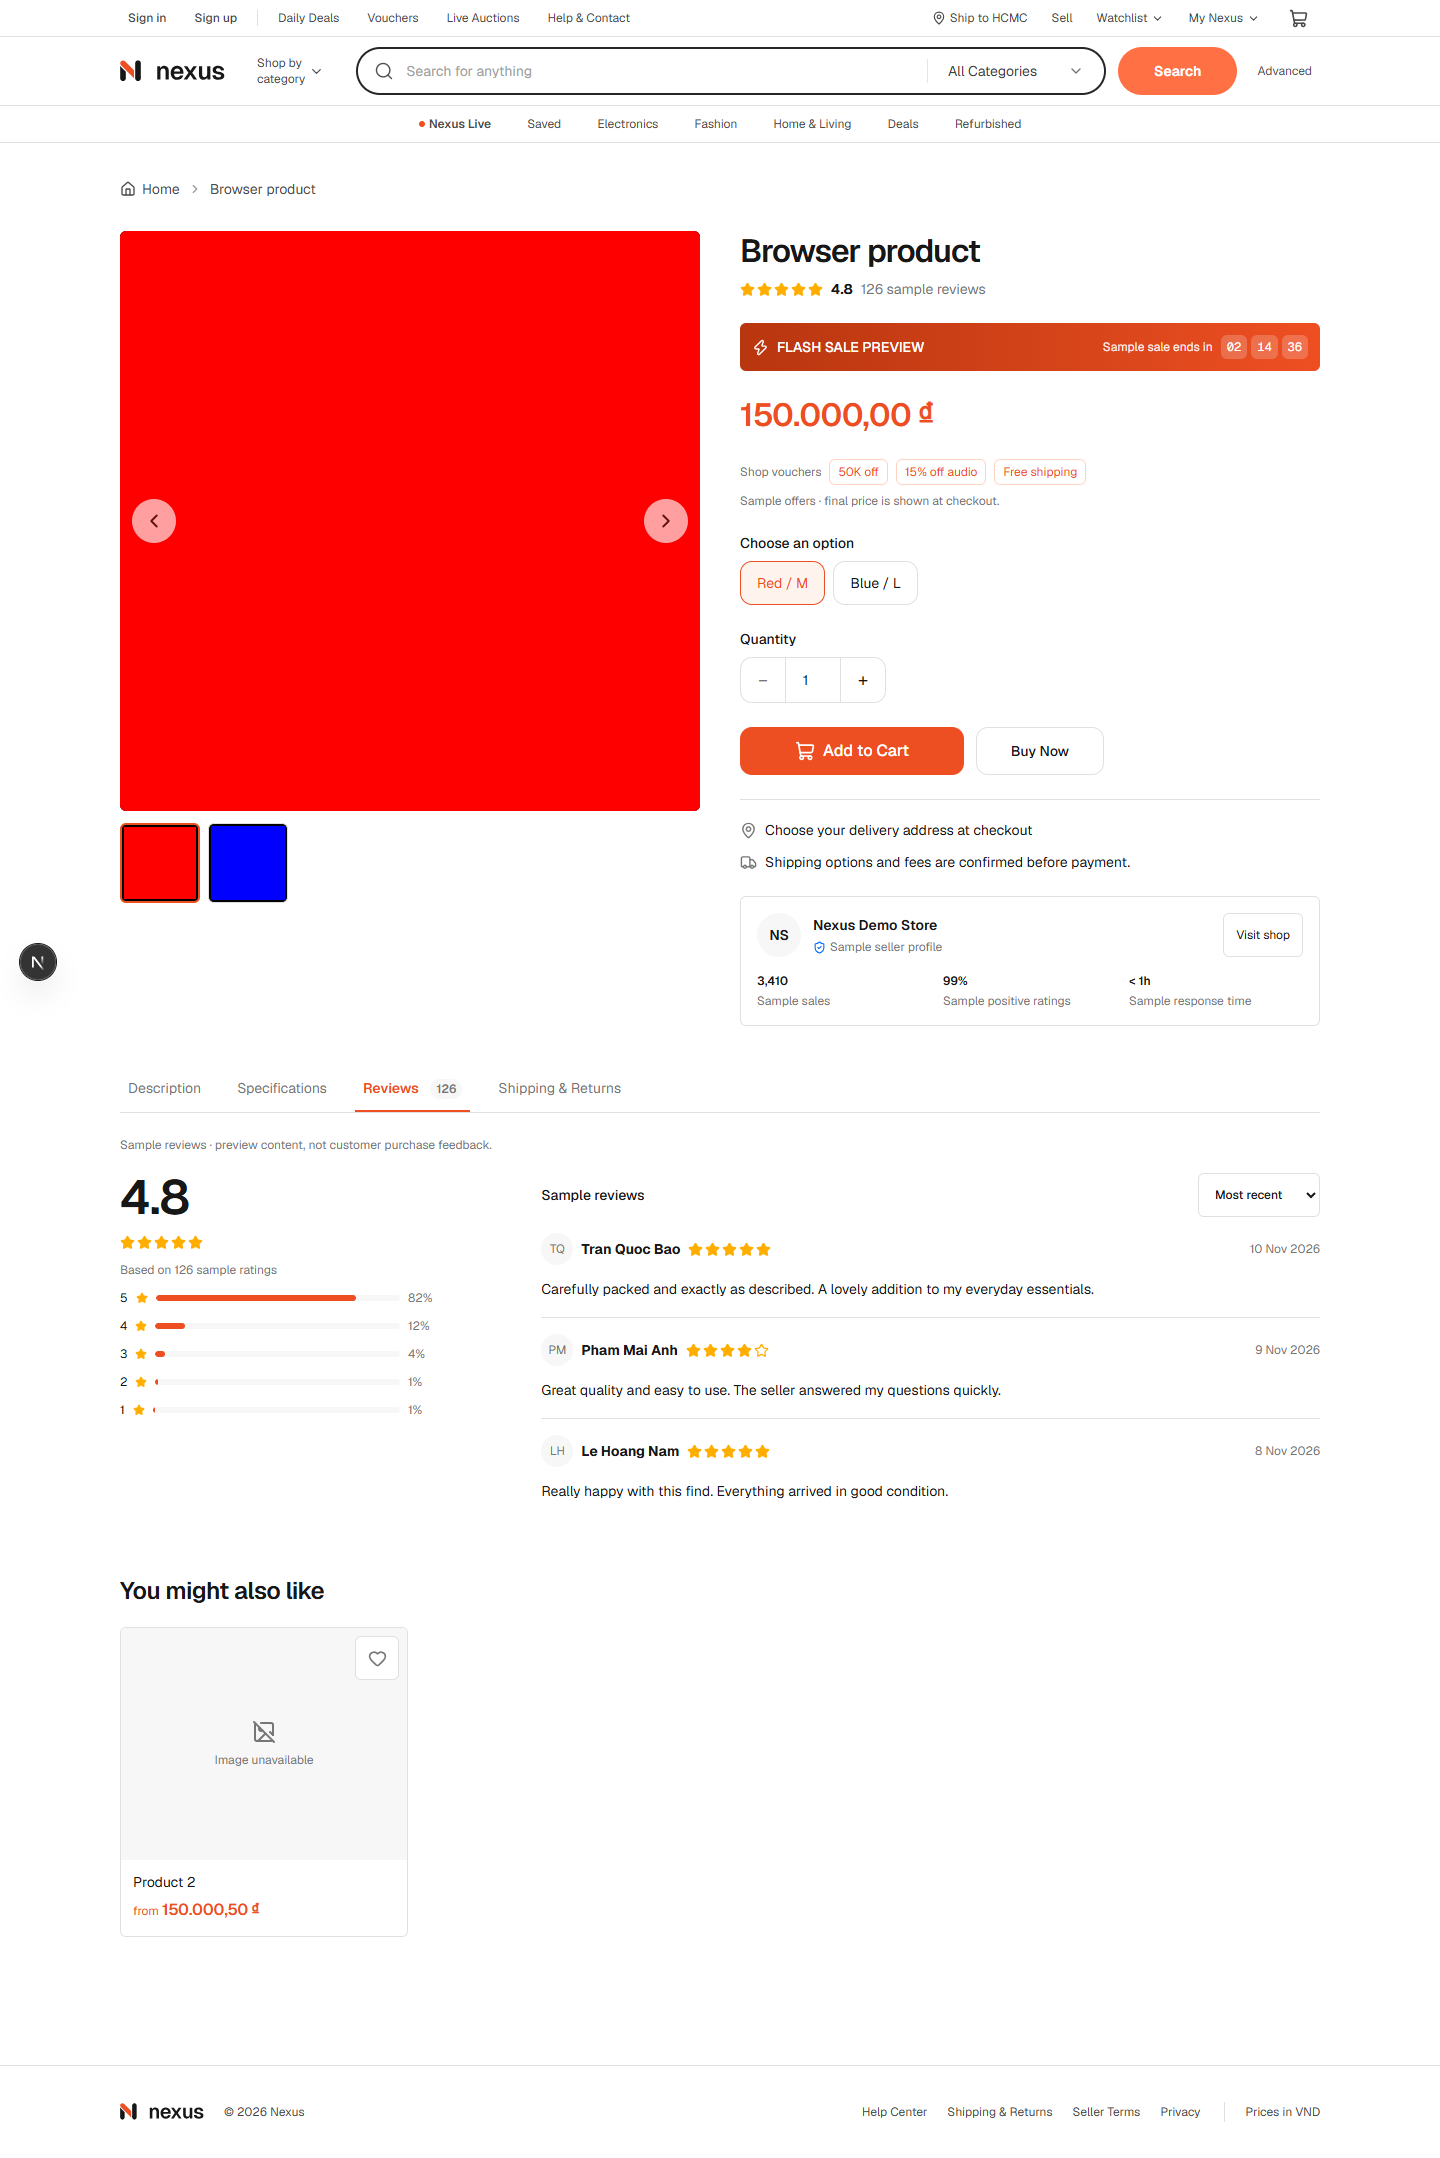 Sign in Sign up Daily Deals Vouchers Live Auctions Help & Contact Ship to HCMC Sell Watchlist My Nexus
nexus
Shop by
category
Search for anything All Categories Search Advanced
Nexus Live Saved Electronics Fashion Home & Living Deals Refurbished
Home Browser product
Browser product
4.8 126 sample reviews
FLASH SALE PREVIEW Sample sale ends in 02 14 36
150.000,00 ₫
Shop vouchers 50K off 15% off audio Free shipping
Sample offers · final price is shown at checkout.
Choose an option
Red / M Blue / L
Quantity
− 1 +
Add to Cart Buy Now
Choose your delivery address at checkout
Shipping options and fees are confirmed before payment.
NS Nexus Demo Store
Sample seller profile
Visit shop
3,410 99% < 1h
Sample sales Sample positive ratings Sample response time
N
Description Specifications Reviews 126 Shipping & Returns
Sample reviews · preview content, not customer purchase feedback.
4.8
Based on 126 sample ratings
5 82%
4 12%
3 4%
2 1%
1 1%
Sample reviews Most recent
TQ Tran Quoc Bao 10 Nov 2026
Carefully packed and exactly as described. A lovely addition to my everyday essentials.
PM Pham Mai Anh 9 Nov 2026
Great quality and easy to use. The seller answered my questions quickly.
LH Le Hoang Nam 8 Nov 2026
Really happy with this find. Everything arrived in good condition.
You might also like
Image unavailable
Product 2
from 150.000,50 ₫
nexus © 2026 Nexus Help Center Shipping & Returns Seller Terms Privacy Prices in VND